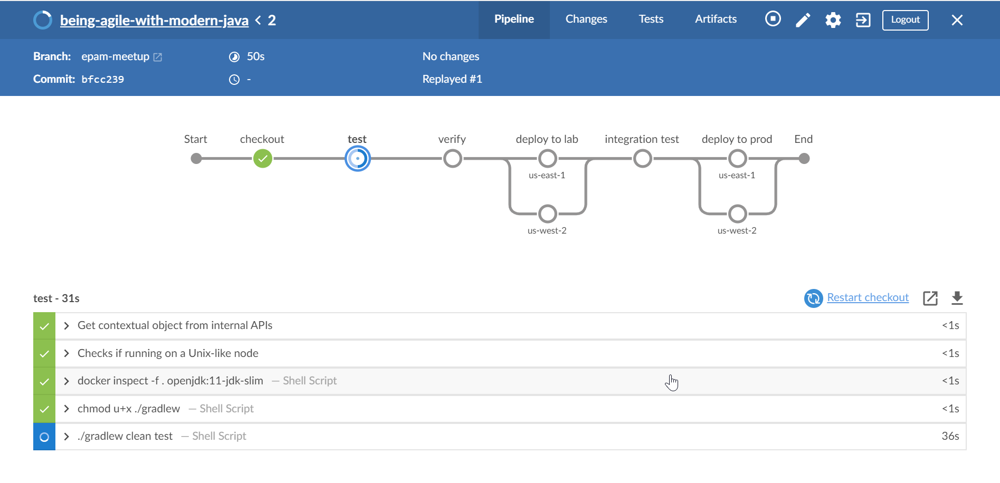 being-agile-with-modern-java < 2
Pipeline
Changes
Tests
Artifacts
Logout
Branch: epam-meetup
50s
No changes
Commit: bfcc239
-
Replayed #1
Start
checkout
test
verify
deploy to lab
integration test
deploy to prod
End
us-east-1
us-east-1
us-west-2
us-west-2
test - 31s
Restart checkout
Get contextual object from internal APIs
<1s
Checks if running on a Unix-like node
<1s
docker inspect -f . openjdk:11-jdk-slim — Shell Script
<1s
chmod u+x ./gradlew — Shell Script
<1s
./gradlew clean test — Shell Script
36s